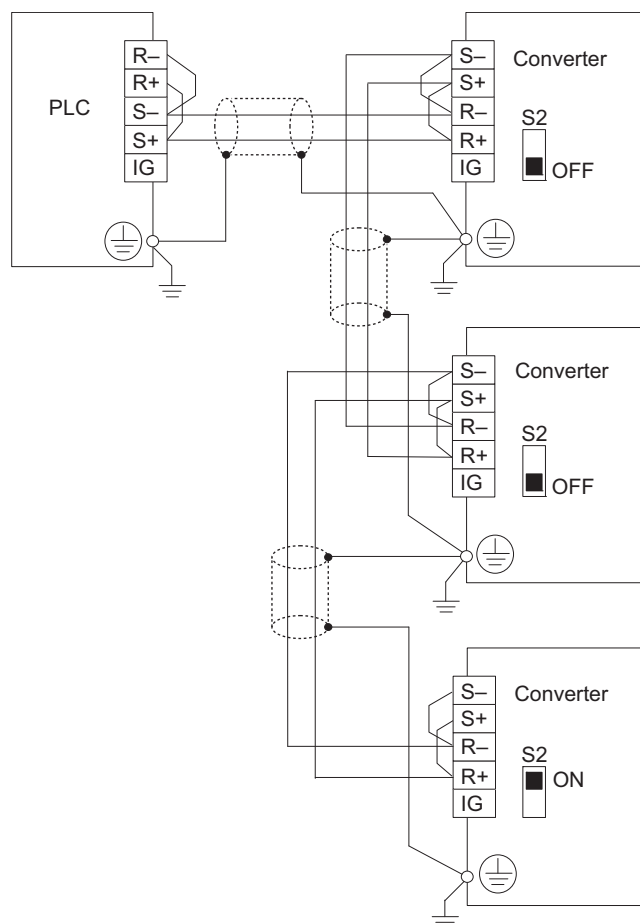 PLC
R–
R+
S–
S+
IG
S–
S+
R–
R+
IG
Converter
S2
OFF
S–
S+
R–
R+
IG
Converter
S2
OFF
S–
S+
R–
R+
IG
Converter
S2
ON